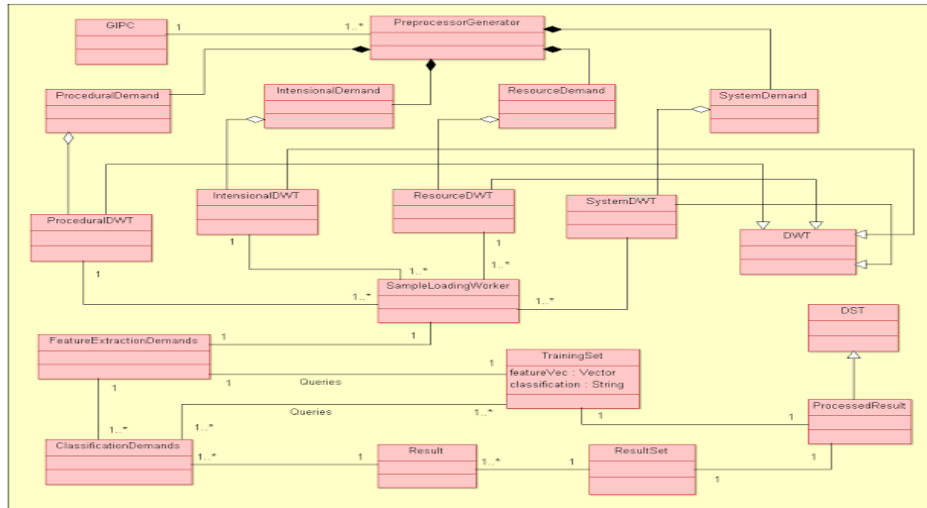 GIPC
1
1..*
PreprocessorGenerator
ProceduralDemand
IntensionalDemand
ResourceDemand
SystemDemand
ProceduralDWT
IntensionalDWT
ResourceDWT
SystemDWT
DWT
1
1
1
1..*
1..*
1..*
1..*
SampleLoadingWorker
DST
FeatureExtractionDemands
1
1
TrainingSet
featureVec : Vector
classification : String
1
1
Queries
1
Queries
1..*
1..*
1..*
1
1
ProcessedResult
ClassificationDemands
1..*
1
Result
1..*
1
ResultSet
1
1